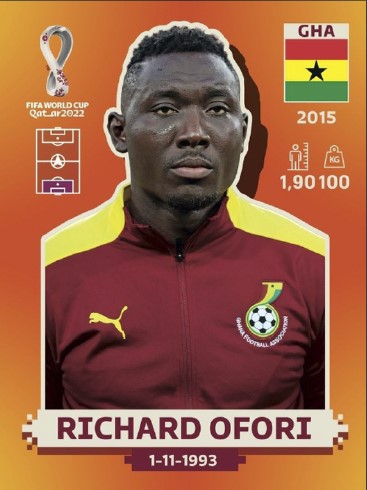 GHA
FIFA WORLD CUP
Qatar2022
2015
KG
1,90 100
GHANA FOOTBALL ASSOCIATION
RICHARD OFORI
1-11-1993